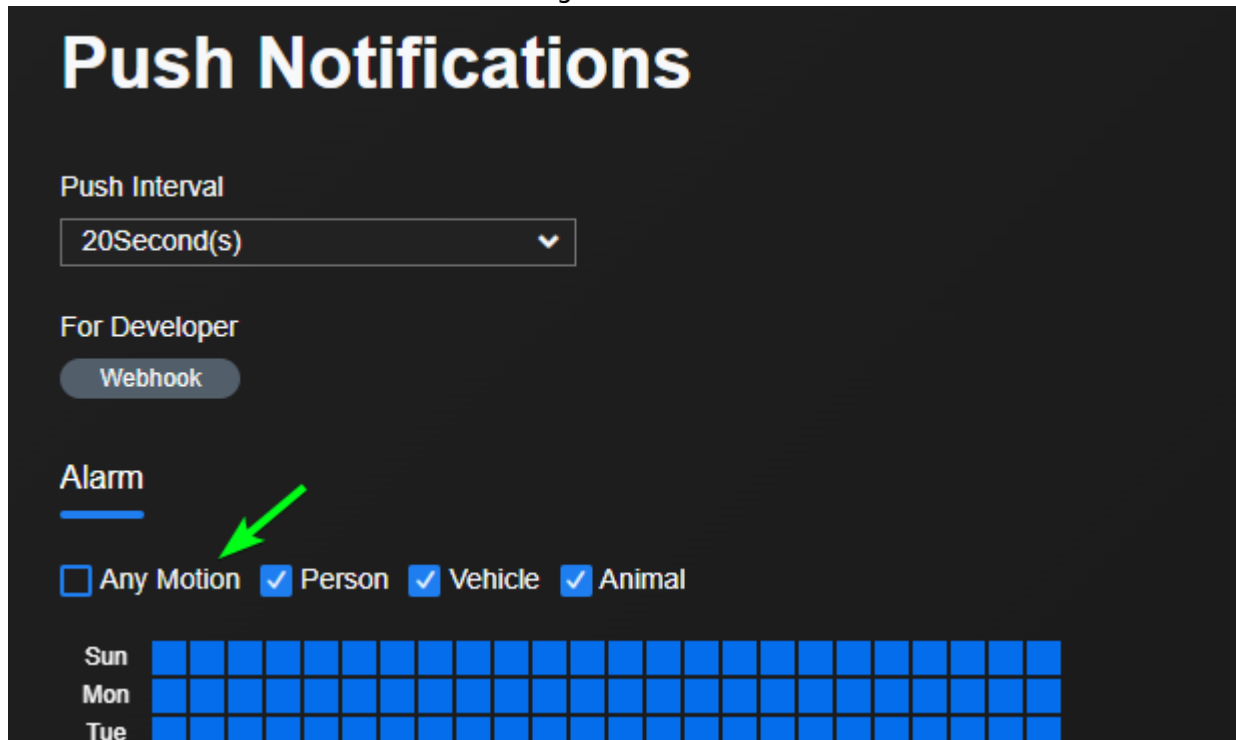 Push Notifications
Push Interval
20Second(s)
For Developer
Webhook
Alarm
Any Motion Person Vehicle Animal
Sun
Mon
Tue